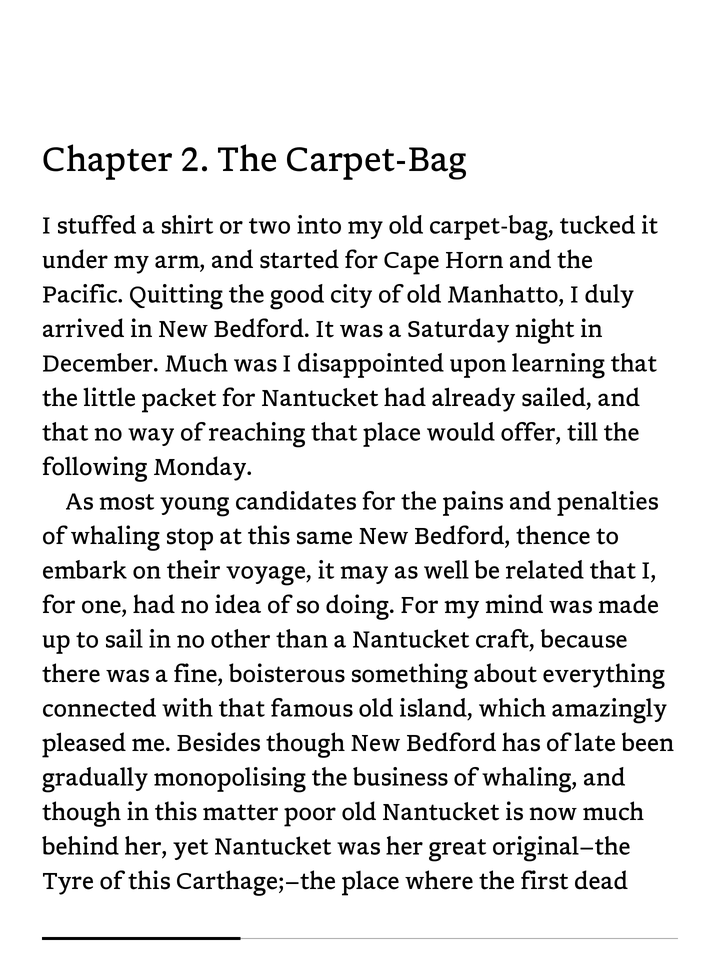 Chapter 2. The Carpet-Bag
I stuffed a shirt or two into my old carpet-bag, tucked it
under my arm, and started for Cape Horn and the
Pacific. Quitting the good city of old Manhatto, I duly
arrived in New Bedford. It was a Saturday night in
December. Much was I disappointed upon learning that
the little packet for Nantucket had already sailed, and
that no way of reaching that place would offer, till the
following Monday.
As most young candidates for the pains and penalties
of whaling stop at this same New Bedford, thence to
embark on their voyage, it may as well be related that I,
for one, had no idea of so doing. For my mind was made
up to sail in no other than a Nantucket craft, because
there was a fine, boisterous something about everything
connected with that famous old island, which amazingly
pleased me. Besides though New Bedford has of late been
gradually monopolising the business of whaling, and
though in this matter poor old Nantucket is now much
behind her, yet Nantucket was her great original–the
Tyre of this Carthage;–the place where the first dead